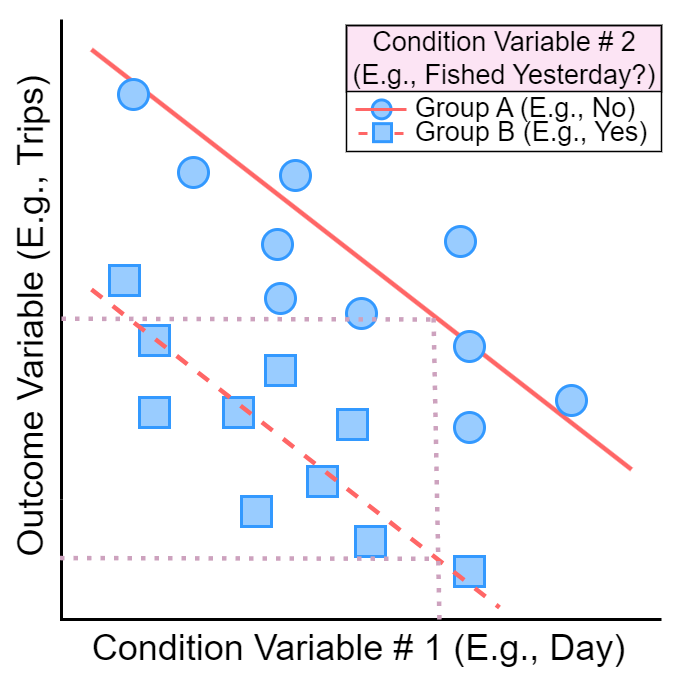 Condition Variable # 2
(E.g., Fished Yesterday?)
Group A (E.g., No)
Group B (E.g., Yes)
Outcome Variable (E.g., Trips)
Condition Variable # 1 (E.g., Day)